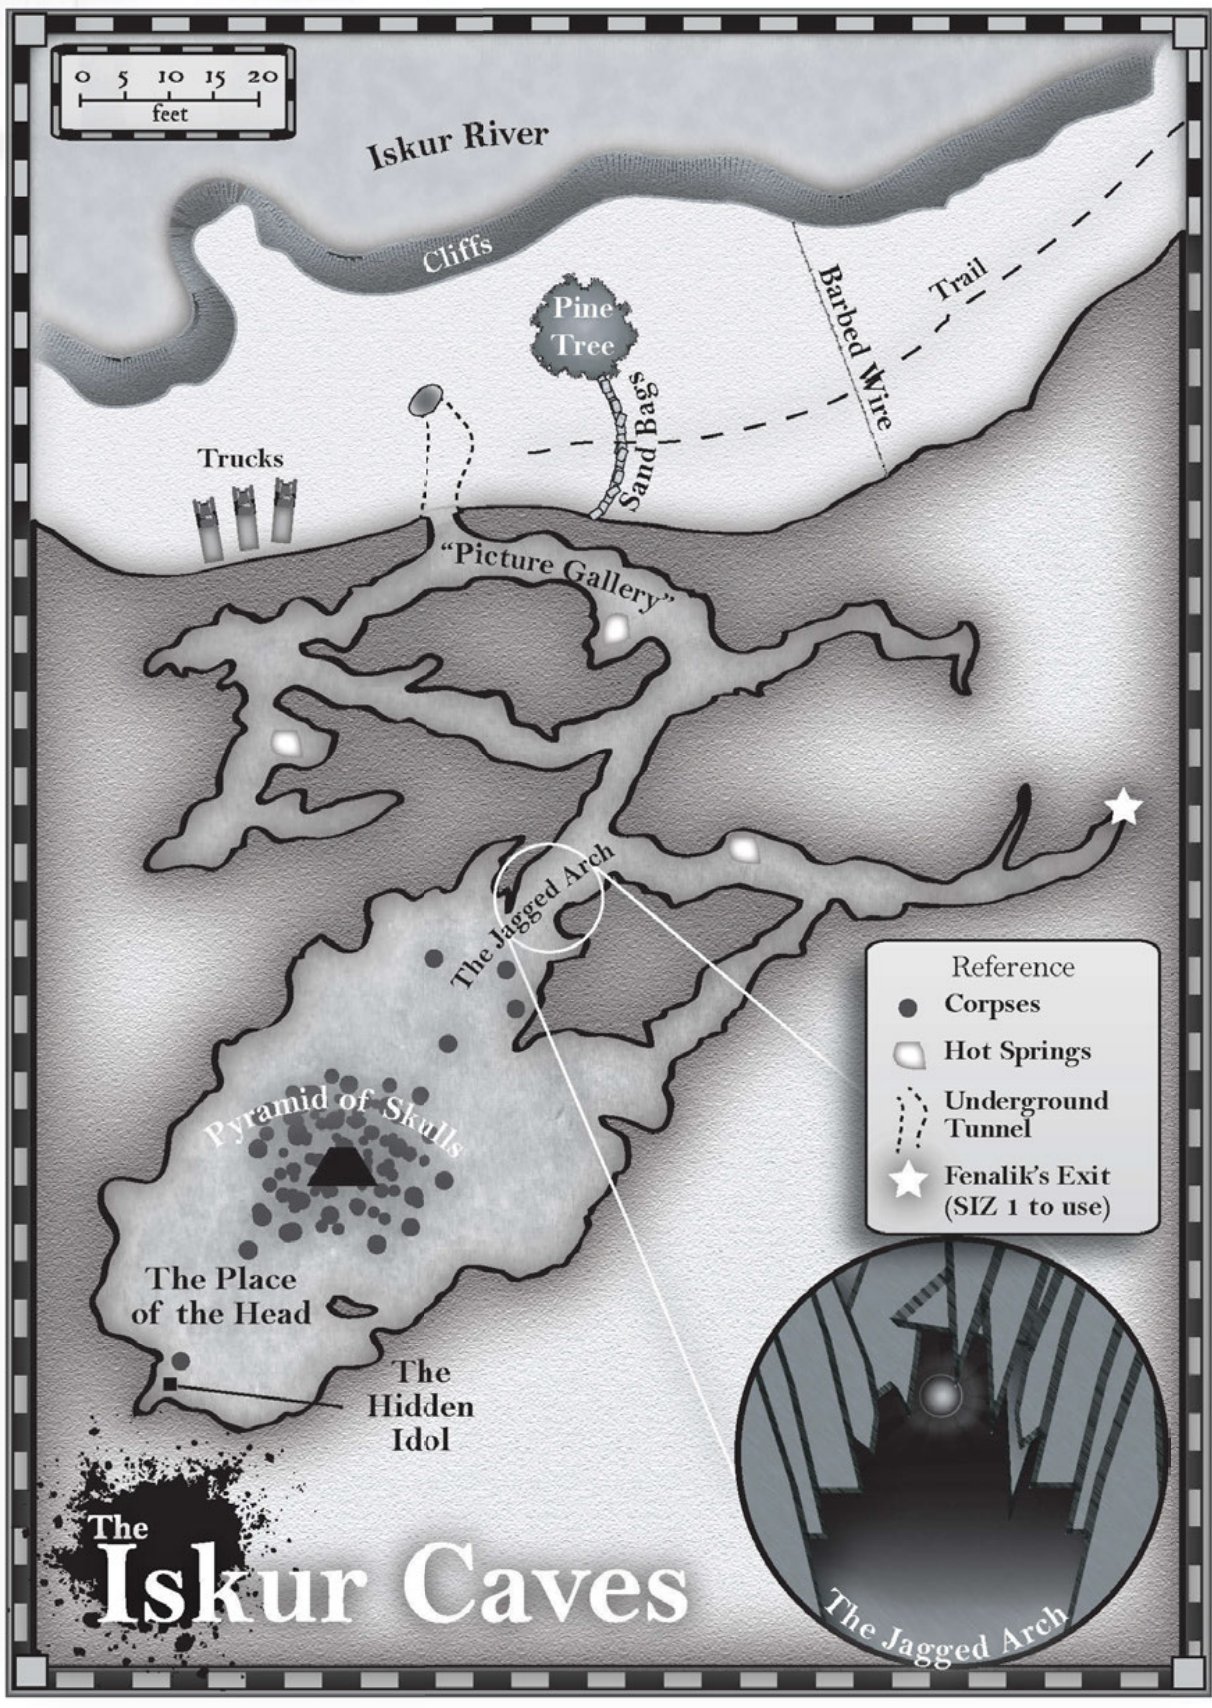 0 5 10 15 20
feet
Iskur River
Cliffs
Pine
Tree
Barbed Wire
Trail
Sand Bags
Trucks
"Picture Gallery"
The Jagged Arch
Reference
Corpses
Hot Springs
Underground
Tunnel
Fenalik's Exit
(SIZ 1 to use)
Pyramid of Skulls
The Place
of the Head
The
Hidden
Idol
The
Iskur Caves
The Jagged Arch